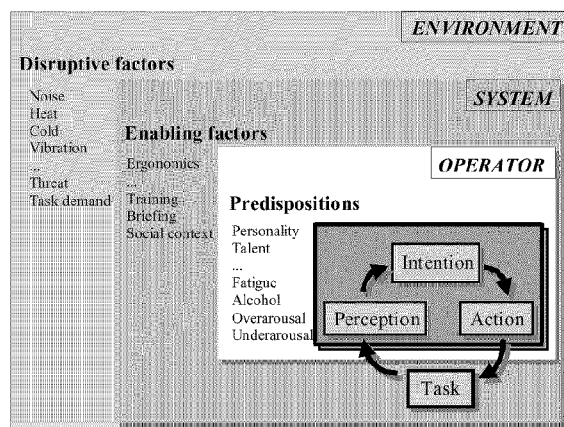 ENVIRONMENT
Disruptive factors
Noise
Heat
Cold
Vibration
...
Threat
Task demand
SYSTEM
Enabling factors
Ergonomics
...
Training
Briefing
Social context
OPERATOR
Predispositions
Personality
Talent
...
Fatigue
Alcohol
Overarousal
Underarousal
Intention
Perception
Action
Task